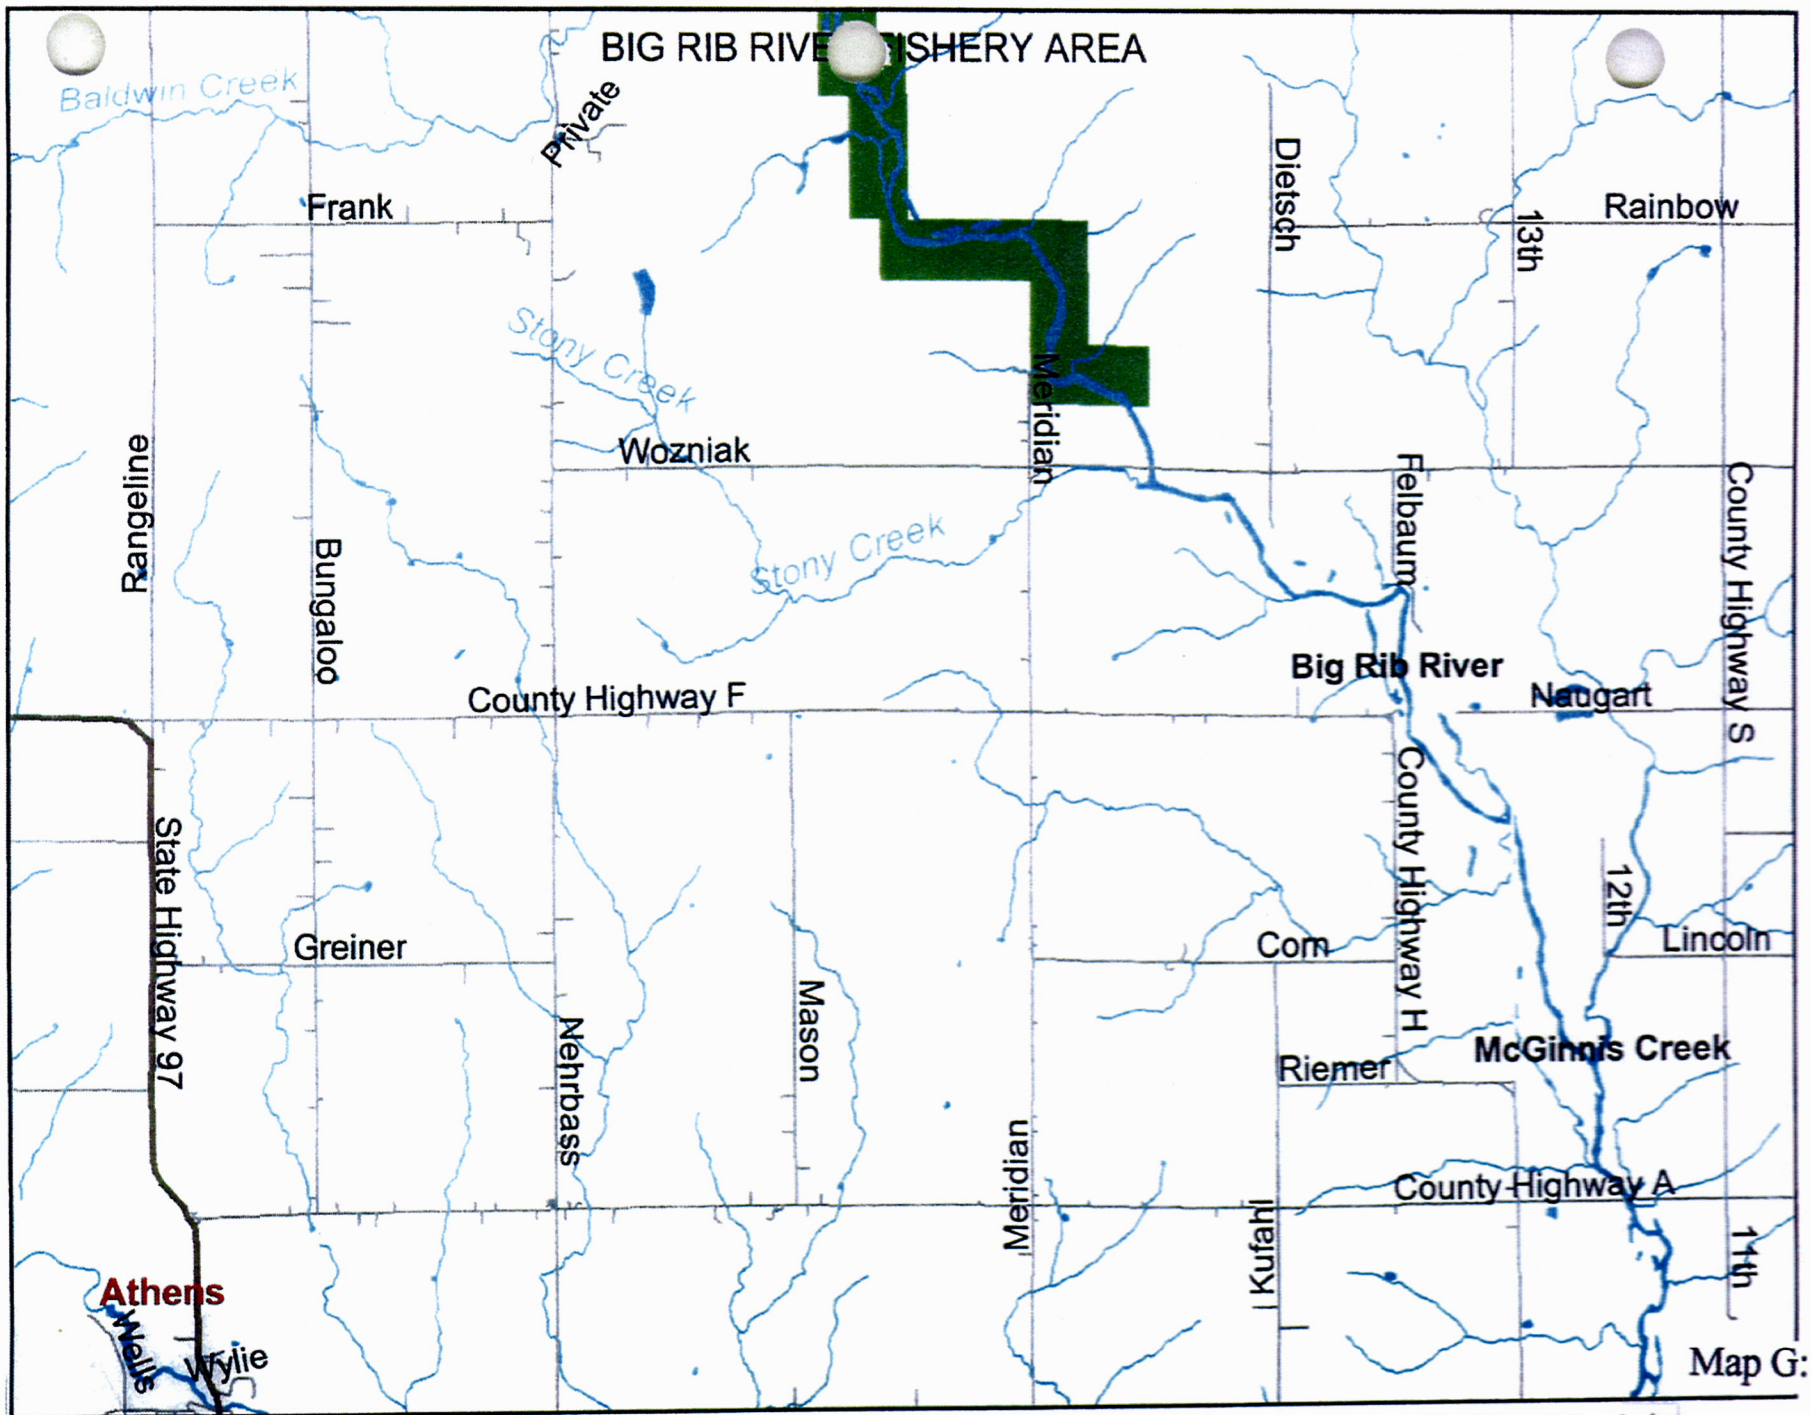 BIG RIB RIVER FISHERY AREA
Baldwin Creek
Private
Frank
Dietsch
13th
Rainbow
Stony Creek
Meridian
Wozniak
Rangeline
Bungaloo
Stony Creek
Felbaum
County Highway S
Big Rib River
Naugart
County Highway F
State Highway 97
County Highway H
12th
Greiner
Corn
Lincoln
Mason
Nehrbass
McGinnis Creek
Riemer
Meridian
County Highway A
Kufahl
11th
Athens
Wells
Wylie
Map G: